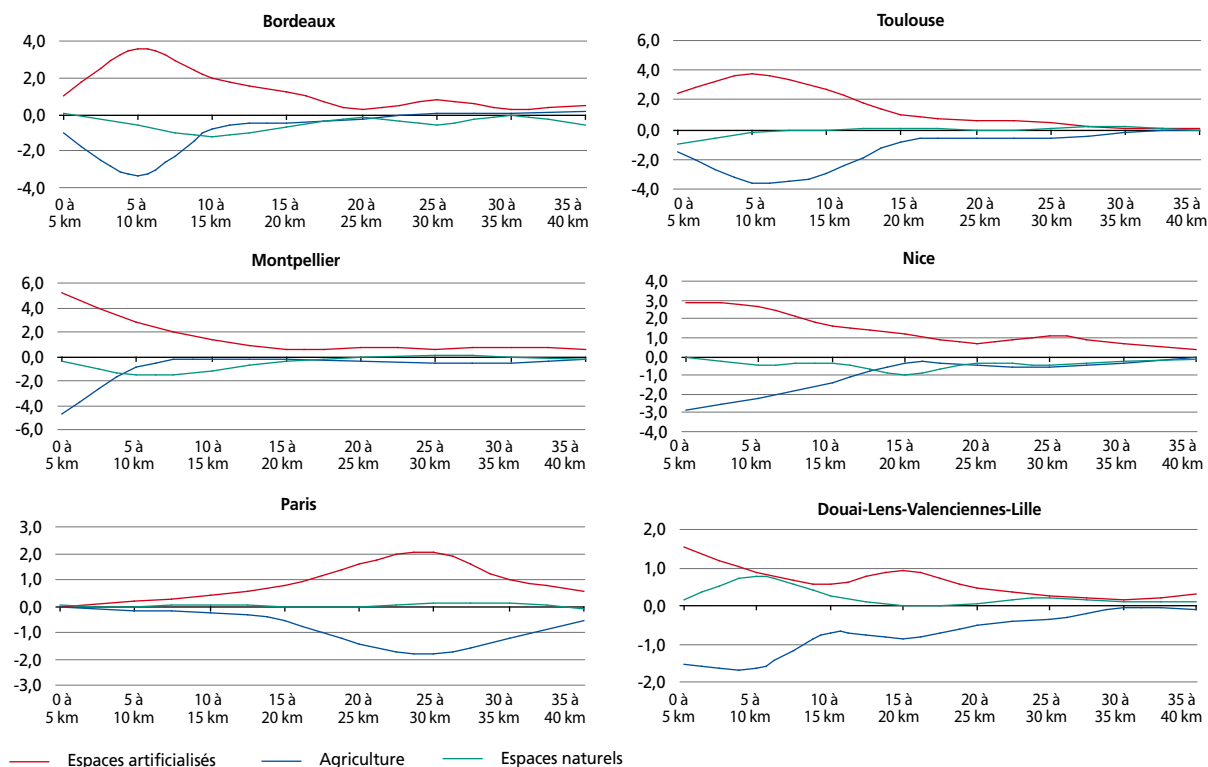 Bordeaux
4,0
2,0
0,0
-2,0
-4,0
0 à 5 à 10 à 15 à 20 à 25 à 30 à 35 à
5 km 10 km 15 km 20 km 25 km 30 km 35 km 40 km
Toulouse
6,0
4,0
2,0
0,0
-2,0
-4,0
0 à 5 à 10 à 15 à 20 à 25 à 30 à 35 à
5 km 10 km 15 km 20 km 25 km 30 km 35 km 40 km
Montpellier
6,0
4,0
2,0
0,0
-2,0
-4,0
-6,0
0 à 5 à 10 à 15 à 20 à 25 à 30 à 35 à
5 km 10 km 15 km 20 km 25 km 30 km 35 km 40 km
Nice
4,0
3,0
2,0
1,0
0,0
-1,0
-2,0
-3,0
-4,0
0 à 5 à 10 à 15 à 20 à 25 à 30 à 35 à
5 km 10 km 15 km 20 km 25 km 30 km 35 km 40 km
Paris
3,0
2,0
1,0
0,0
-1,0
-2,0
-3,0
0 à 5 à 10 à 15 à 20 à 25 à 30 à 35 à
5 km 10 km 15 km 20 km 25 km 30 km 35 km 40 km
Douai-Lens-Valenciennes-Lille
2,0
1,0
0,0
-1,0
-2,0
0 à 5 à 10 à 15 à 20 à 25 à 30 à 35 à
5 km 10 km 15 km 20 km 25 km 30 km 35 km 40 km
Espaces artificialisés Agriculture Espaces naturels